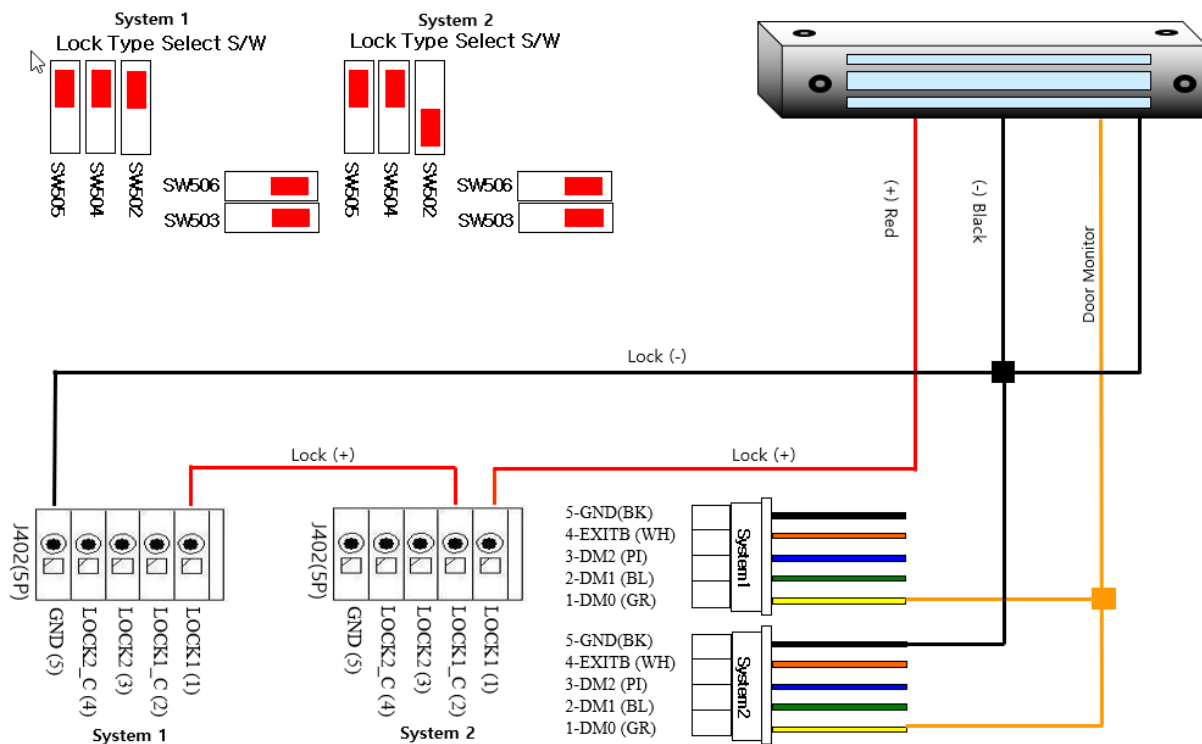 System 1
Lock Type Select S/W
SW505
SW504
SW502
SW506
SW503
System 2
Lock Type Select S/W
SW505
SW504
SW502
SW506
SW503
(+) Red
(-) Black
Door Monitor
Lock (-)
Lock (+)
Lock (+)
J402(5P)
GND (5)
LOCK2_C (4)
LOCK2 (3)
LOCK1_C (2)
LOCK1 (1)
System 1
J402(5P)
GND (5)
LOCK2_C (4)
LOCK2 (3)
LOCK1_C (2)
LOCK1 (1)
System 2
5-GND(BK)
4-EXITB (WH)
3-DM2 (PI)
2-DM1 (BL)
1-DM0 (GR)
System1
5-GND(BK)
4-EXITB (WH)
3-DM2 (PI)
2-DM1 (BL)
1-DM0 (GR)
System2